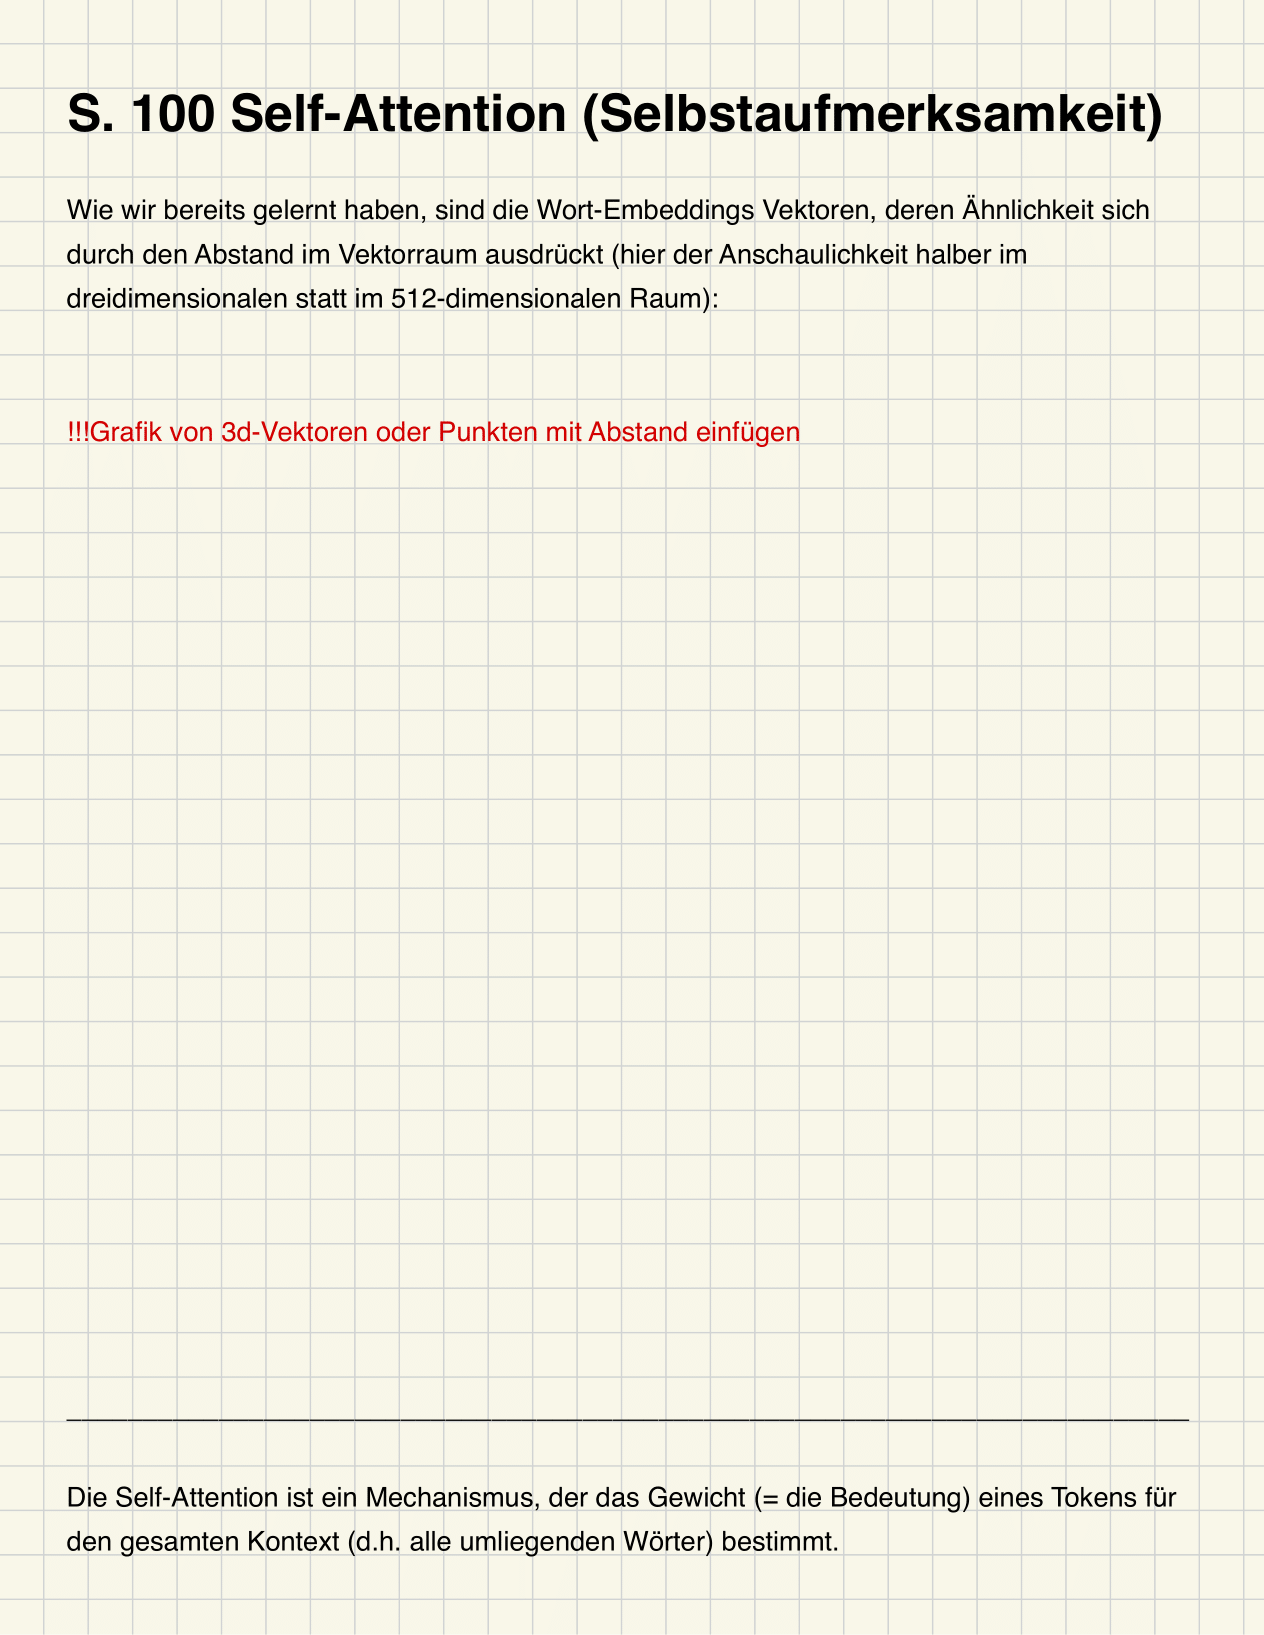 S. 100 Self-Attention (Selbstaufmerksamkeit)
Wie wir bereits gelernt haben, sind die Wort-Embeddings Vektoren, deren Ähnlichkeit sich
durch den Abstand im Vektorraum ausdrückt (hier der Anschaulichkeit halber im
dreidimensionalen statt im 512-dimensionalen Raum):
!!!Grafik von 3d-Vektoren oder Punkten mit Abstand einfügen
Die Self-Attention ist ein Mechanismus, der das Gewicht (= die Bedeutung) eines Tokens für
den gesamten Kontext (d.h. alle umliegenden Wörter) bestimmt.